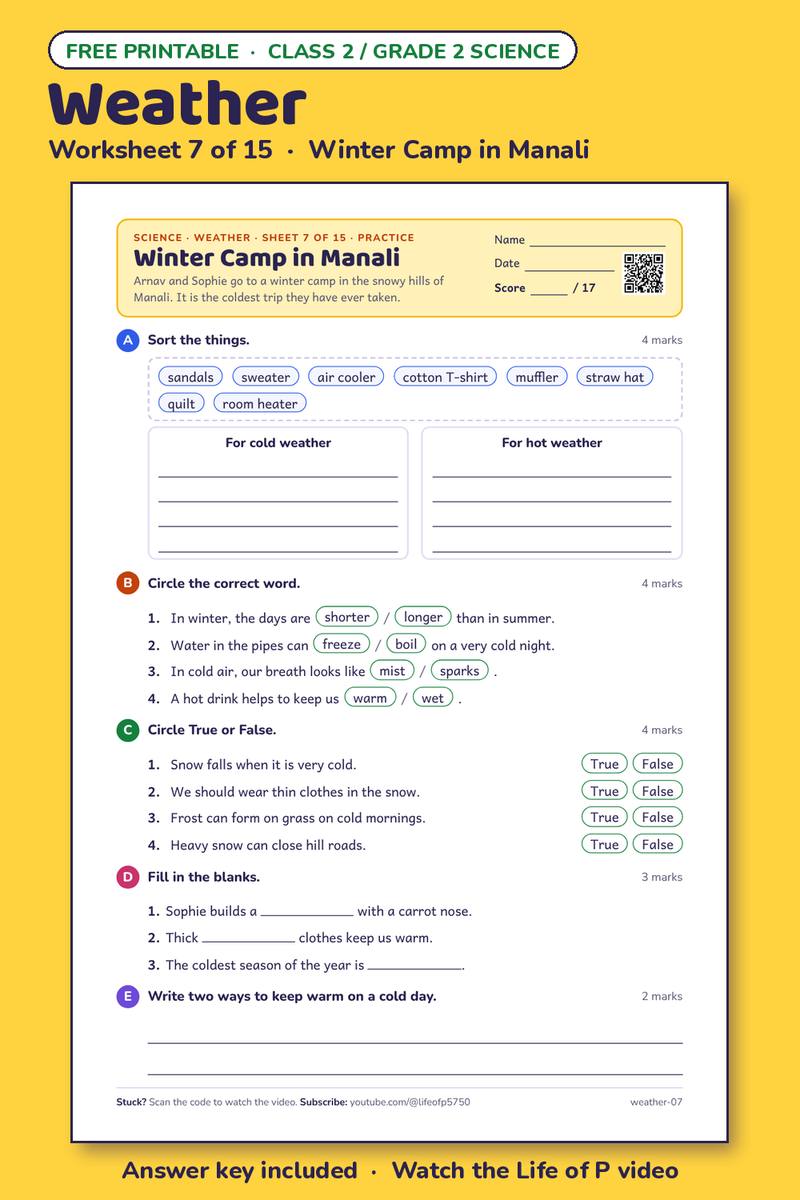 FREE PRINTABLE · CLASS 2 / GRADE 2 SCIENCE
Weather
Worksheet 7 of 15 · Winter Camp in Manali
SCIENCE · WEATHER · SHEET 7 OF 15 · PRACTICE
Winter Camp in Manali
Arnav and Sophie go to a winter camp in the snowy hills of
Manali. It is the coldest trip they have ever taken.
Name ____________
Date ____________
Score ______ / 17
A Sort the things. 4 marks
sandals sweater air cooler cotton T-shirt muffler straw hat
quilt room heater
For cold weather For hot weather
B Circle the correct word. 4 marks
1. In winter, the days are shorter / longer than in summer.
2. Water in the pipes can freeze / boil on a very cold night.
3. In cold air, our breath looks like mist / sparks .
4. A hot drink helps to keep us warm / wet .
C Circle True or False. 4 marks
1. Snow falls when it is very cold. True False
2. We should wear thin clothes in the snow. True False
3. Frost can form on grass on cold mornings. True False
4. Heavy snow can close hill roads. True False
D Fill in the blanks. 3 marks
1. Sophie builds a ____________ with a carrot nose.
2. Thick ____________ clothes keep us warm.
3. The coldest season of the year is ____________.
E Write two ways to keep warm on a cold day. 2 marks
Stuck? Scan the code to watch the video. Subscribe: youtube.com/@lifeofp5750 weather-07
Answer key included · Watch the Life of P video